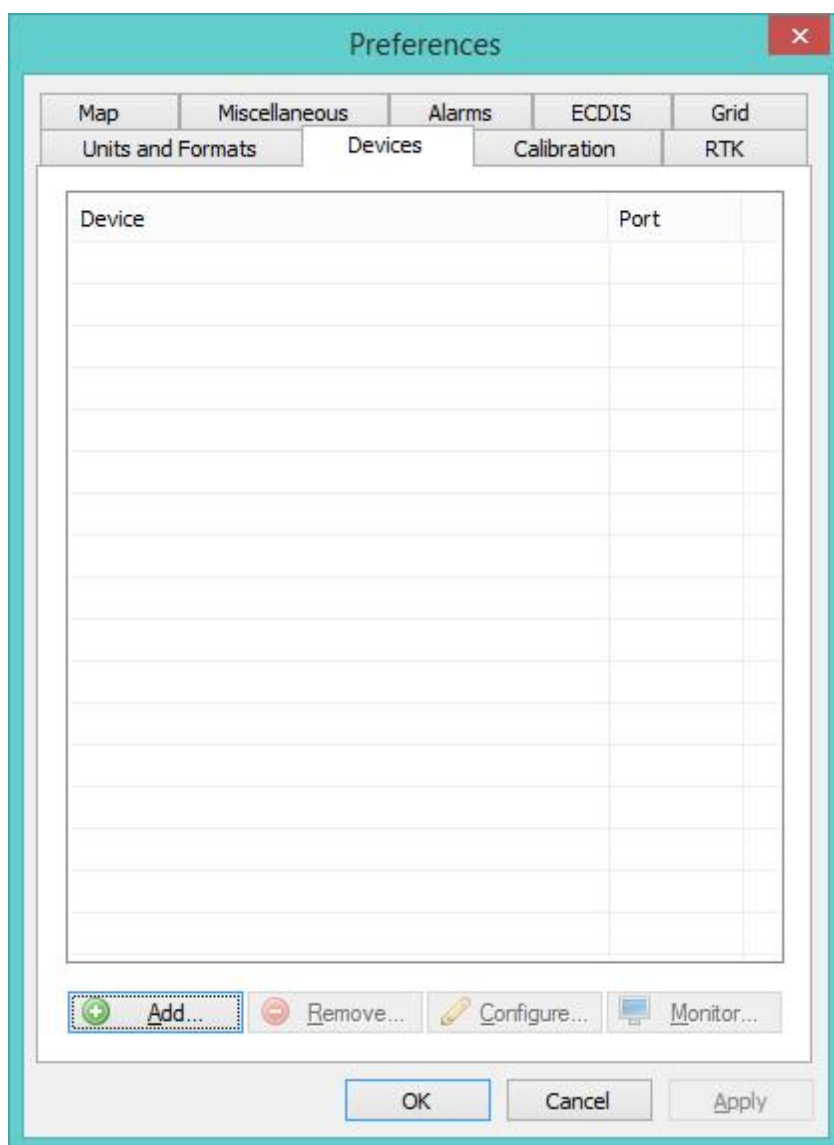 Preferences
Map Miscellaneous Alarms ECDIS Grid
Units and Formats Devices Calibration RTK
Device Port
Add... Remove... Configure... Monitor...
OK Cancel Apply